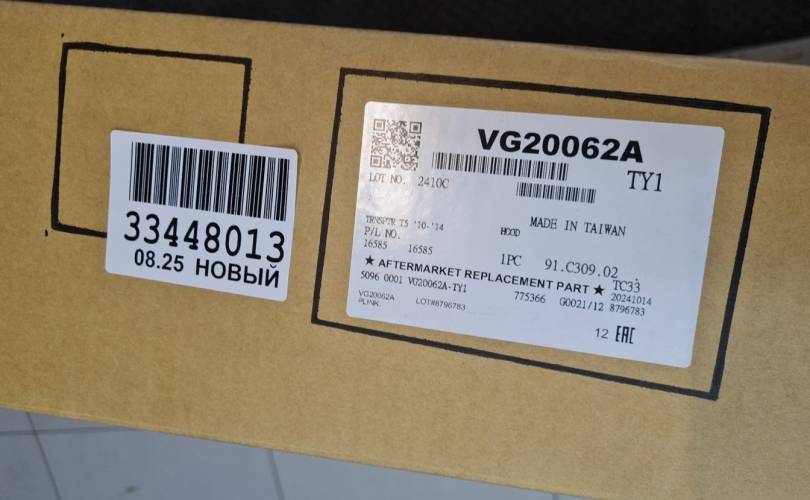 33448013
08.25 НОВЫЙ
VG20062A
TY1
LOT NO. 2410C
MADE IN TAIWAN
TRNSPTR T5 '10-'14 HOOD
P/L NO.
16585 16585
1PC 91.C309.02
★ AFTERMARKET REPLACEMENT PART ★ TC33
5096 0001 VG20062A-TY1 775366 G0021/12 20241014
8796783
VG20062A LOT#8796783
PLINK.
12 EAC